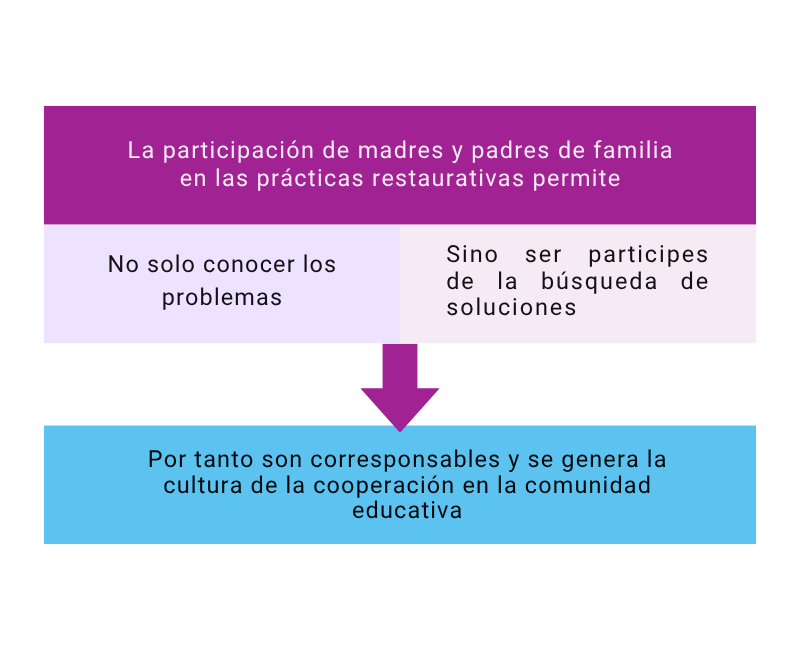 La participación de madres y padres de familia
en las prácticas restaurativas permite
No solo conocer los
problemas
Sino ser participes
de la búsqueda de
soluciones
Por tanto son corresponsables y se genera la
cultura de la cooperación en la comunidad
educativa